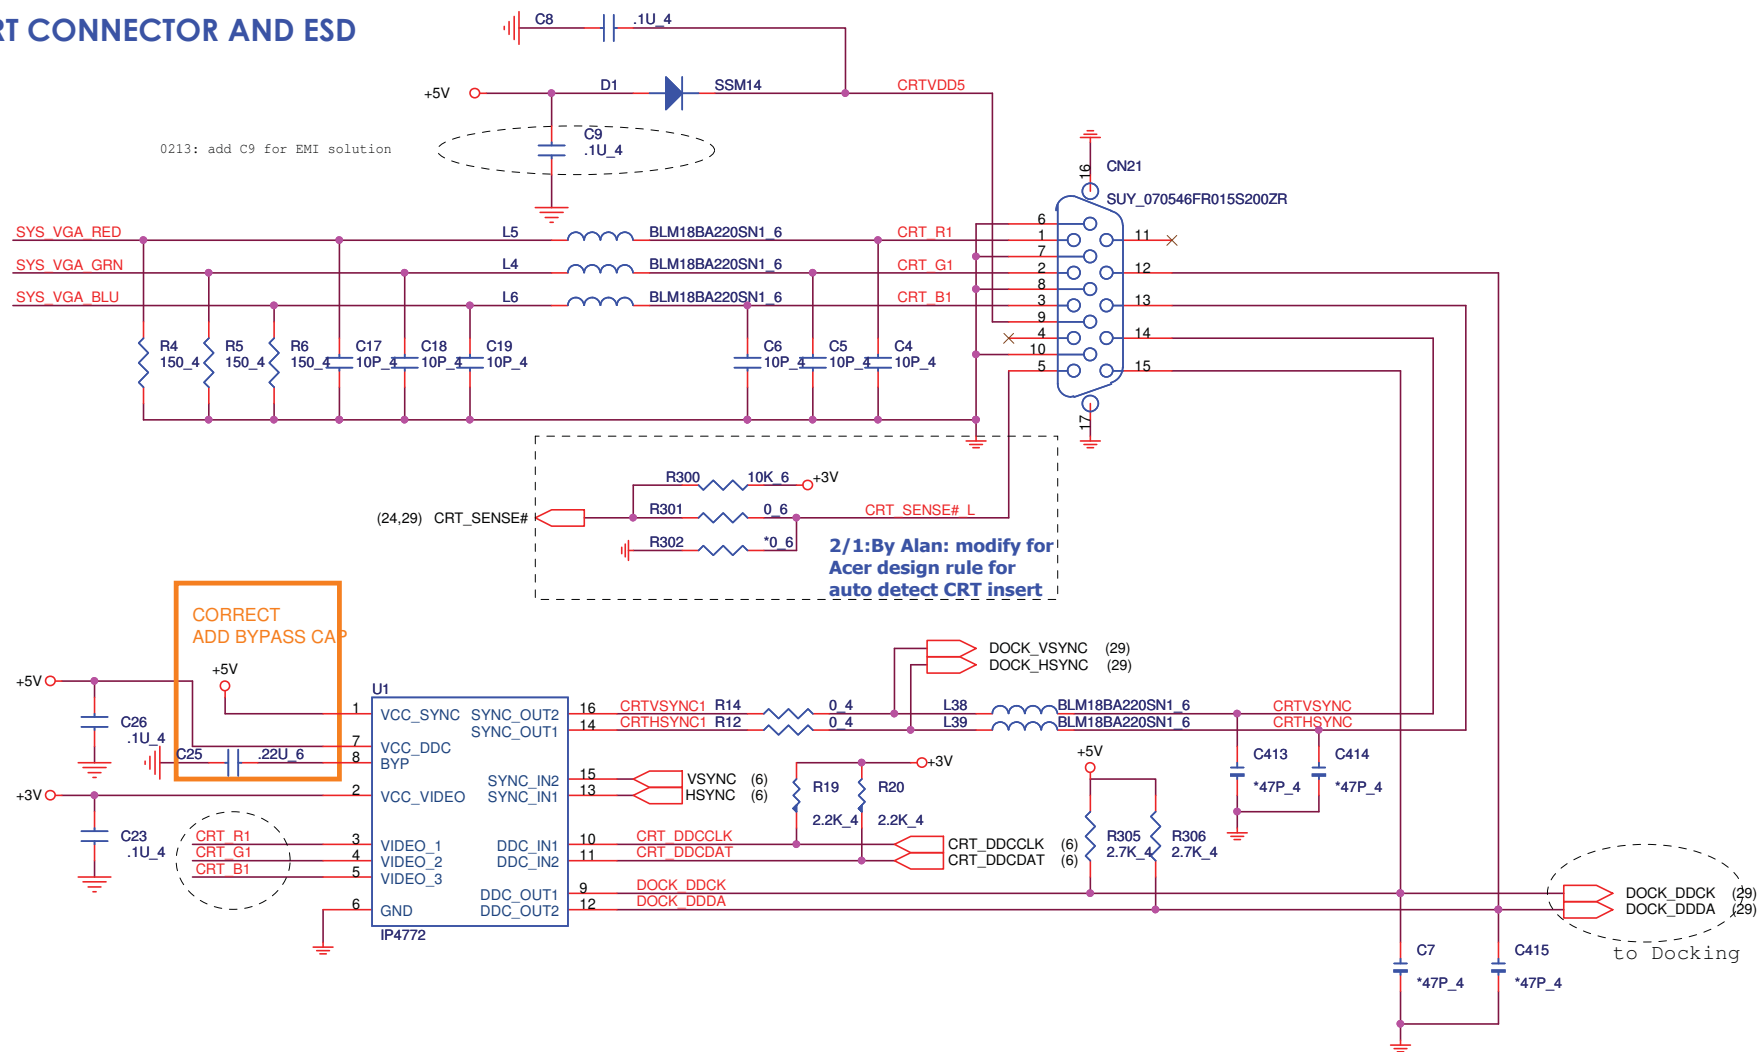 RT CONNECTOR AND ESD
C8 .1U_4
+5V D1 SSM14 CRTVDD5
C9
.1U_4
0213: add C9 for EMI solution
16
CN21
SUY_070546FR015S200ZR
SYS_VGA_RED L5 BLM18BA220SN1_6 CRT_R1
SYS_VGA_GRN L4 BLM18BA220SN1_6 CRT_G1
SYS_VGA_BLU L6 BLM18BA220SN1_6 CRT_B1
6
1 11
7
2 12
8
3 13
9
4 14
10
5 15
17
R4 R5 R6 C17 C18 C19 C6 C5 C4
150_4 150_4 150_4 10P_4 10P_4 10P_4 10P_4 10P_4 10P_4
R300 10K_6 +3V
(24,29) CRT_SENSE# R301 0_6 CRT_SENSE#_L
R302 *0_6
2/1:By Alan: modify for
Acer design rule for
auto detect CRT insert
CORRECT
ADD BYPASS CAP
+5V
+5V
C26
.1U_4
C25 .22U_6
+3V
C23
.1U_4
CRT_R1
CRT_G1
CRT_B1
U1
1 VCC_SYNC SYNC_OUT2 16
SYNC_OUT1 14
7 VCC_DDC
8 BYP
SYNC_IN2 15
2 VCC_VIDEO SYNC_IN1 13
3 VIDEO_1 DDC_IN1 10
4 VIDEO_2 DDC_IN2 11
5 VIDEO_3
DDC_OUT1 9
6 GND DDC_OUT2 12
IP4772
DOCK_VSYNC (29)
DOCK_HSYNC (29)
CRTVSYNC1 R14 0_4 L38 BLM18BA220SN1_6 CRTVSYNC
CRTHSYNC1 R12 0_4 L39 BLM18BA220SN1_6 CRTHSYNC
VSYNC (6)
HSYNC (6)
+3V
R19 R20
2.2K_4 2.2K_4
+5V
C413 C414
*47P_4 *47P_4
CRT_DDCCLK CRT_DDCCLK (6)
CRT_DDCDAT CRT_DDCDAT (6)
R305 R306
2.7K_4 2.7K_4
DOCK_DDCK DOCK_DDCK (29)
DOCK_DDDA DOCK_DDDA (29)
to Docking
C7 C415
*47P_4 *47P_4